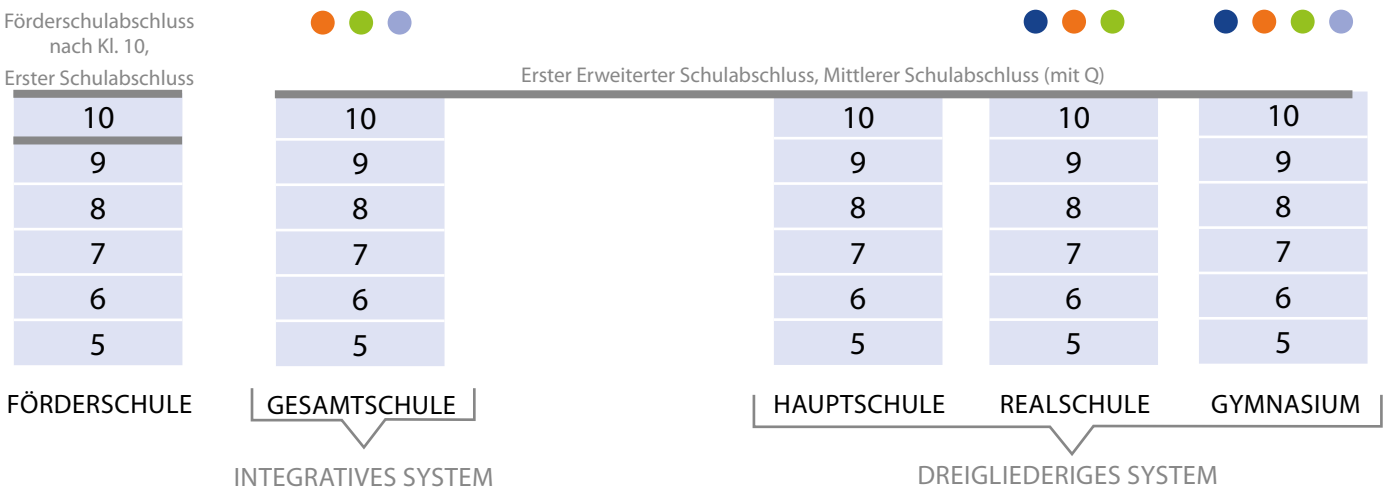 Förderschulabschluss
nach Kl. 10,
Erster Schulabschluss
Erster Erweiterter Schulabschluss, Mittlerer Schulabschluss (mit Q)
10 10 10 10 10
9 9 9 9 9
8 8 8 8 8
7 7 7 7 7
6 6 6 6 6
5 5 5 5 5
FÖRDERSCHULE GESAMTSCHULE HAUPTSCHULE REALSCHULE GYMNASIUM
INTEGRATIVES SYSTEM DREIGLIEDERIGES SYSTEM